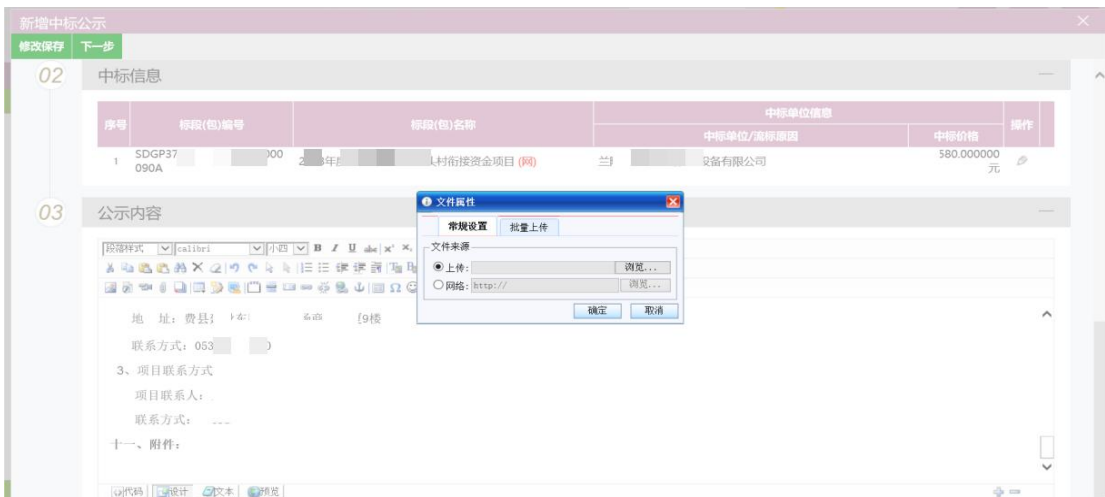 新增中标公示
修改保存 下一步
02 中标信息
中标单位信息
序号 标段(包)编号 标段(包)名称 操作
中标单位/流标原因 中标价格
1 SDGP37 000 2 3年 村衔接资金项目 (网) 兰 设备有限公司 580.000000
090A 元
03 公示内容
文件属性
常规设置 批量上传
段落样式 calibri 小四 B I U abc x² x₂
文件来源
上传: 浏览...
网络: http:// 浏览...
确定 取消
地 址：费县 9楼
联系方式：053
3、项目联系方式
项目联系人：
联系方式：
十一、附件：
代码 设计 文本 预览